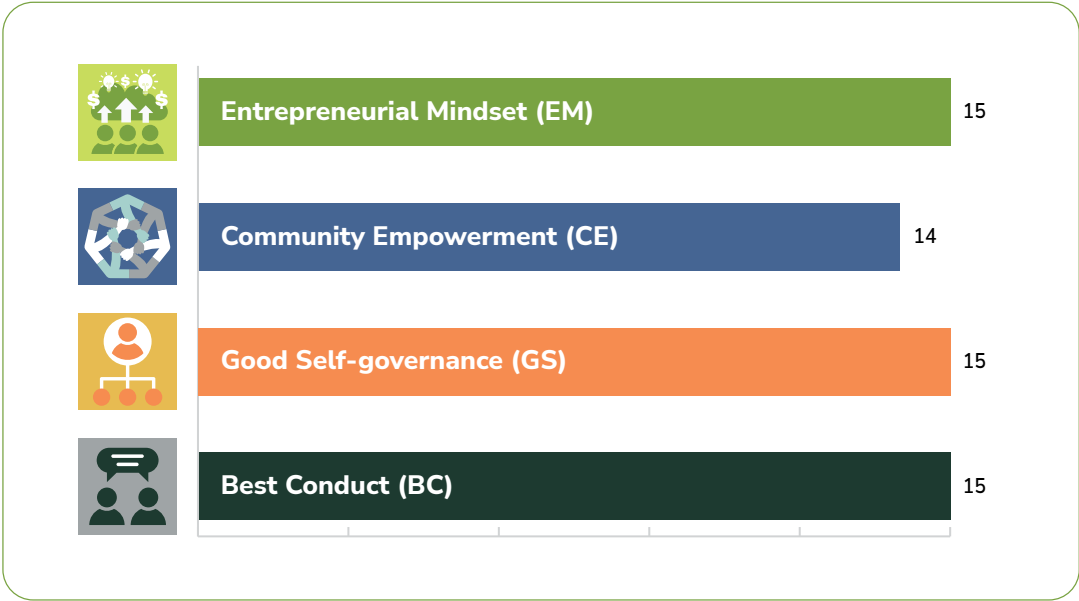 Entrepreneurial Mindset (EM)
15
Community Empowerment (CE)
14
Good Self-governance (GS)
15
Best Conduct (BC)
15